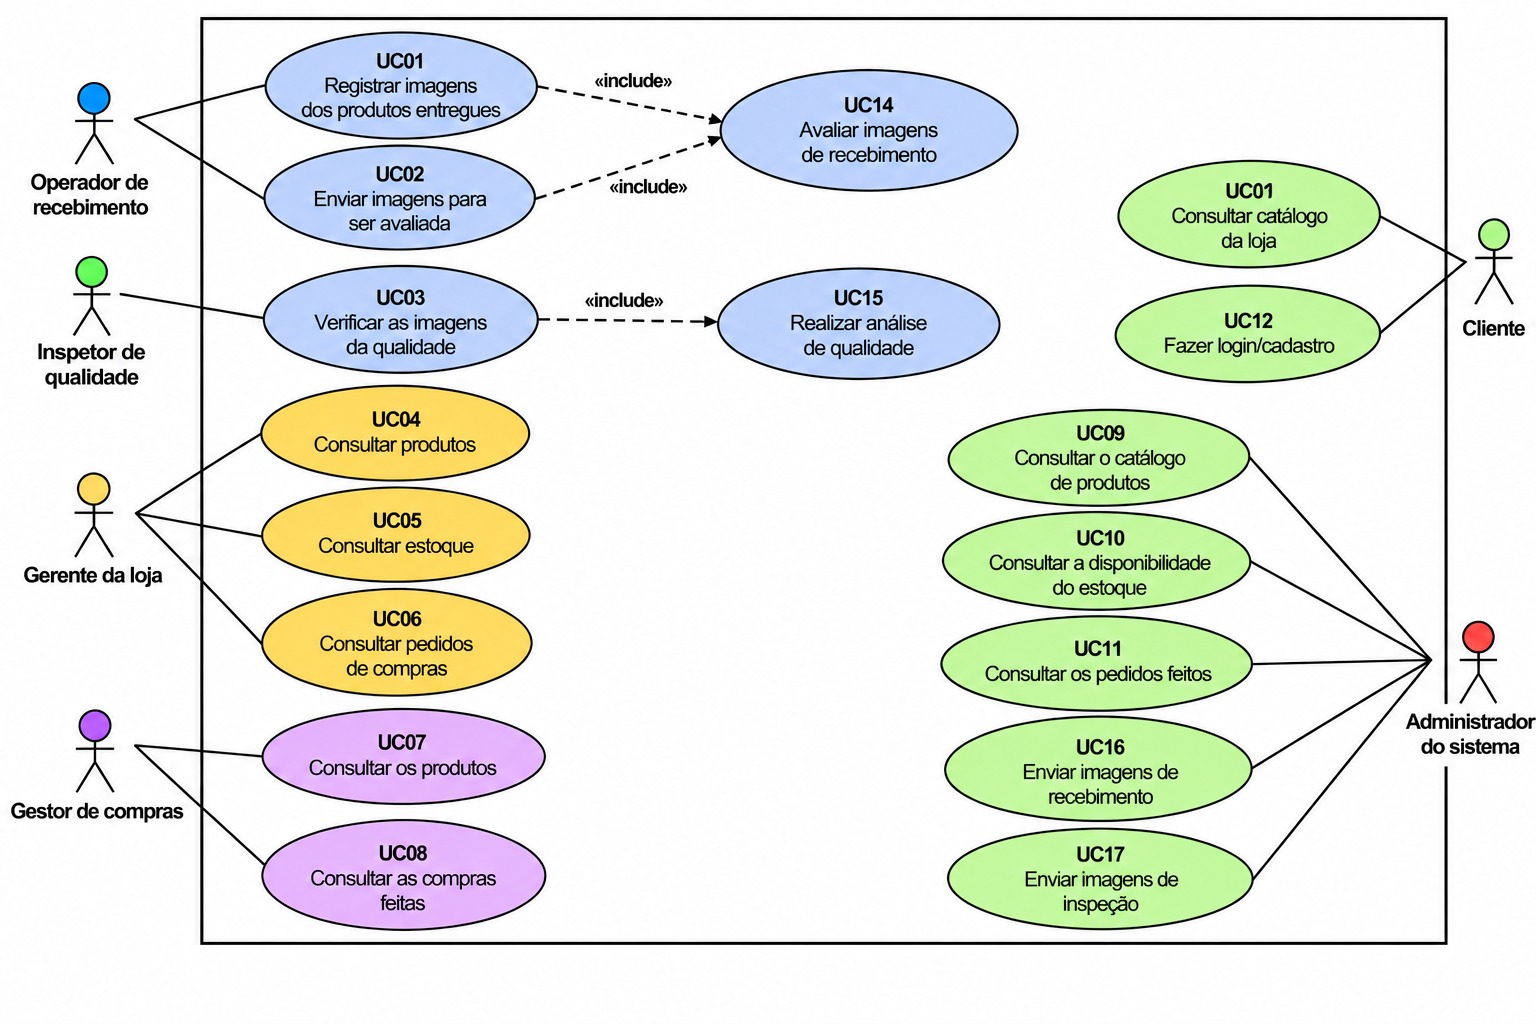 UC01
Registrar imagens
dos produtos entregues
«include»
UC14
Avaliar imagens
de recebimento
Operador de
recebimento
UC02
Enviar imagens para
ser avaliada
«include»
UC01
Consultar catálogo
da loja
Inspetor de
qualidade
UC03
Verificar as imagens
da qualidade
«include»
UC15
Realizar análise
de qualidade
UC12
Fazer login/cadastro
Cliente
UC04
Consultar produtos
UC05
Consultar estoque
Gerente da loja
UC06
Consultar pedidos
de compras
UC09
Consultar o catálogo
de produtos
UC10
Consultar a disponibilidade
do estoque
UC11
Consultar os pedidos feitos
Administrador
do sistema
UC07
Consultar os produtos
Gestor de compras
UC08
Consultar as compras
feitas
UC16
Enviar imagens de
recebimento
UC17
Enviar imagens de
inspeção